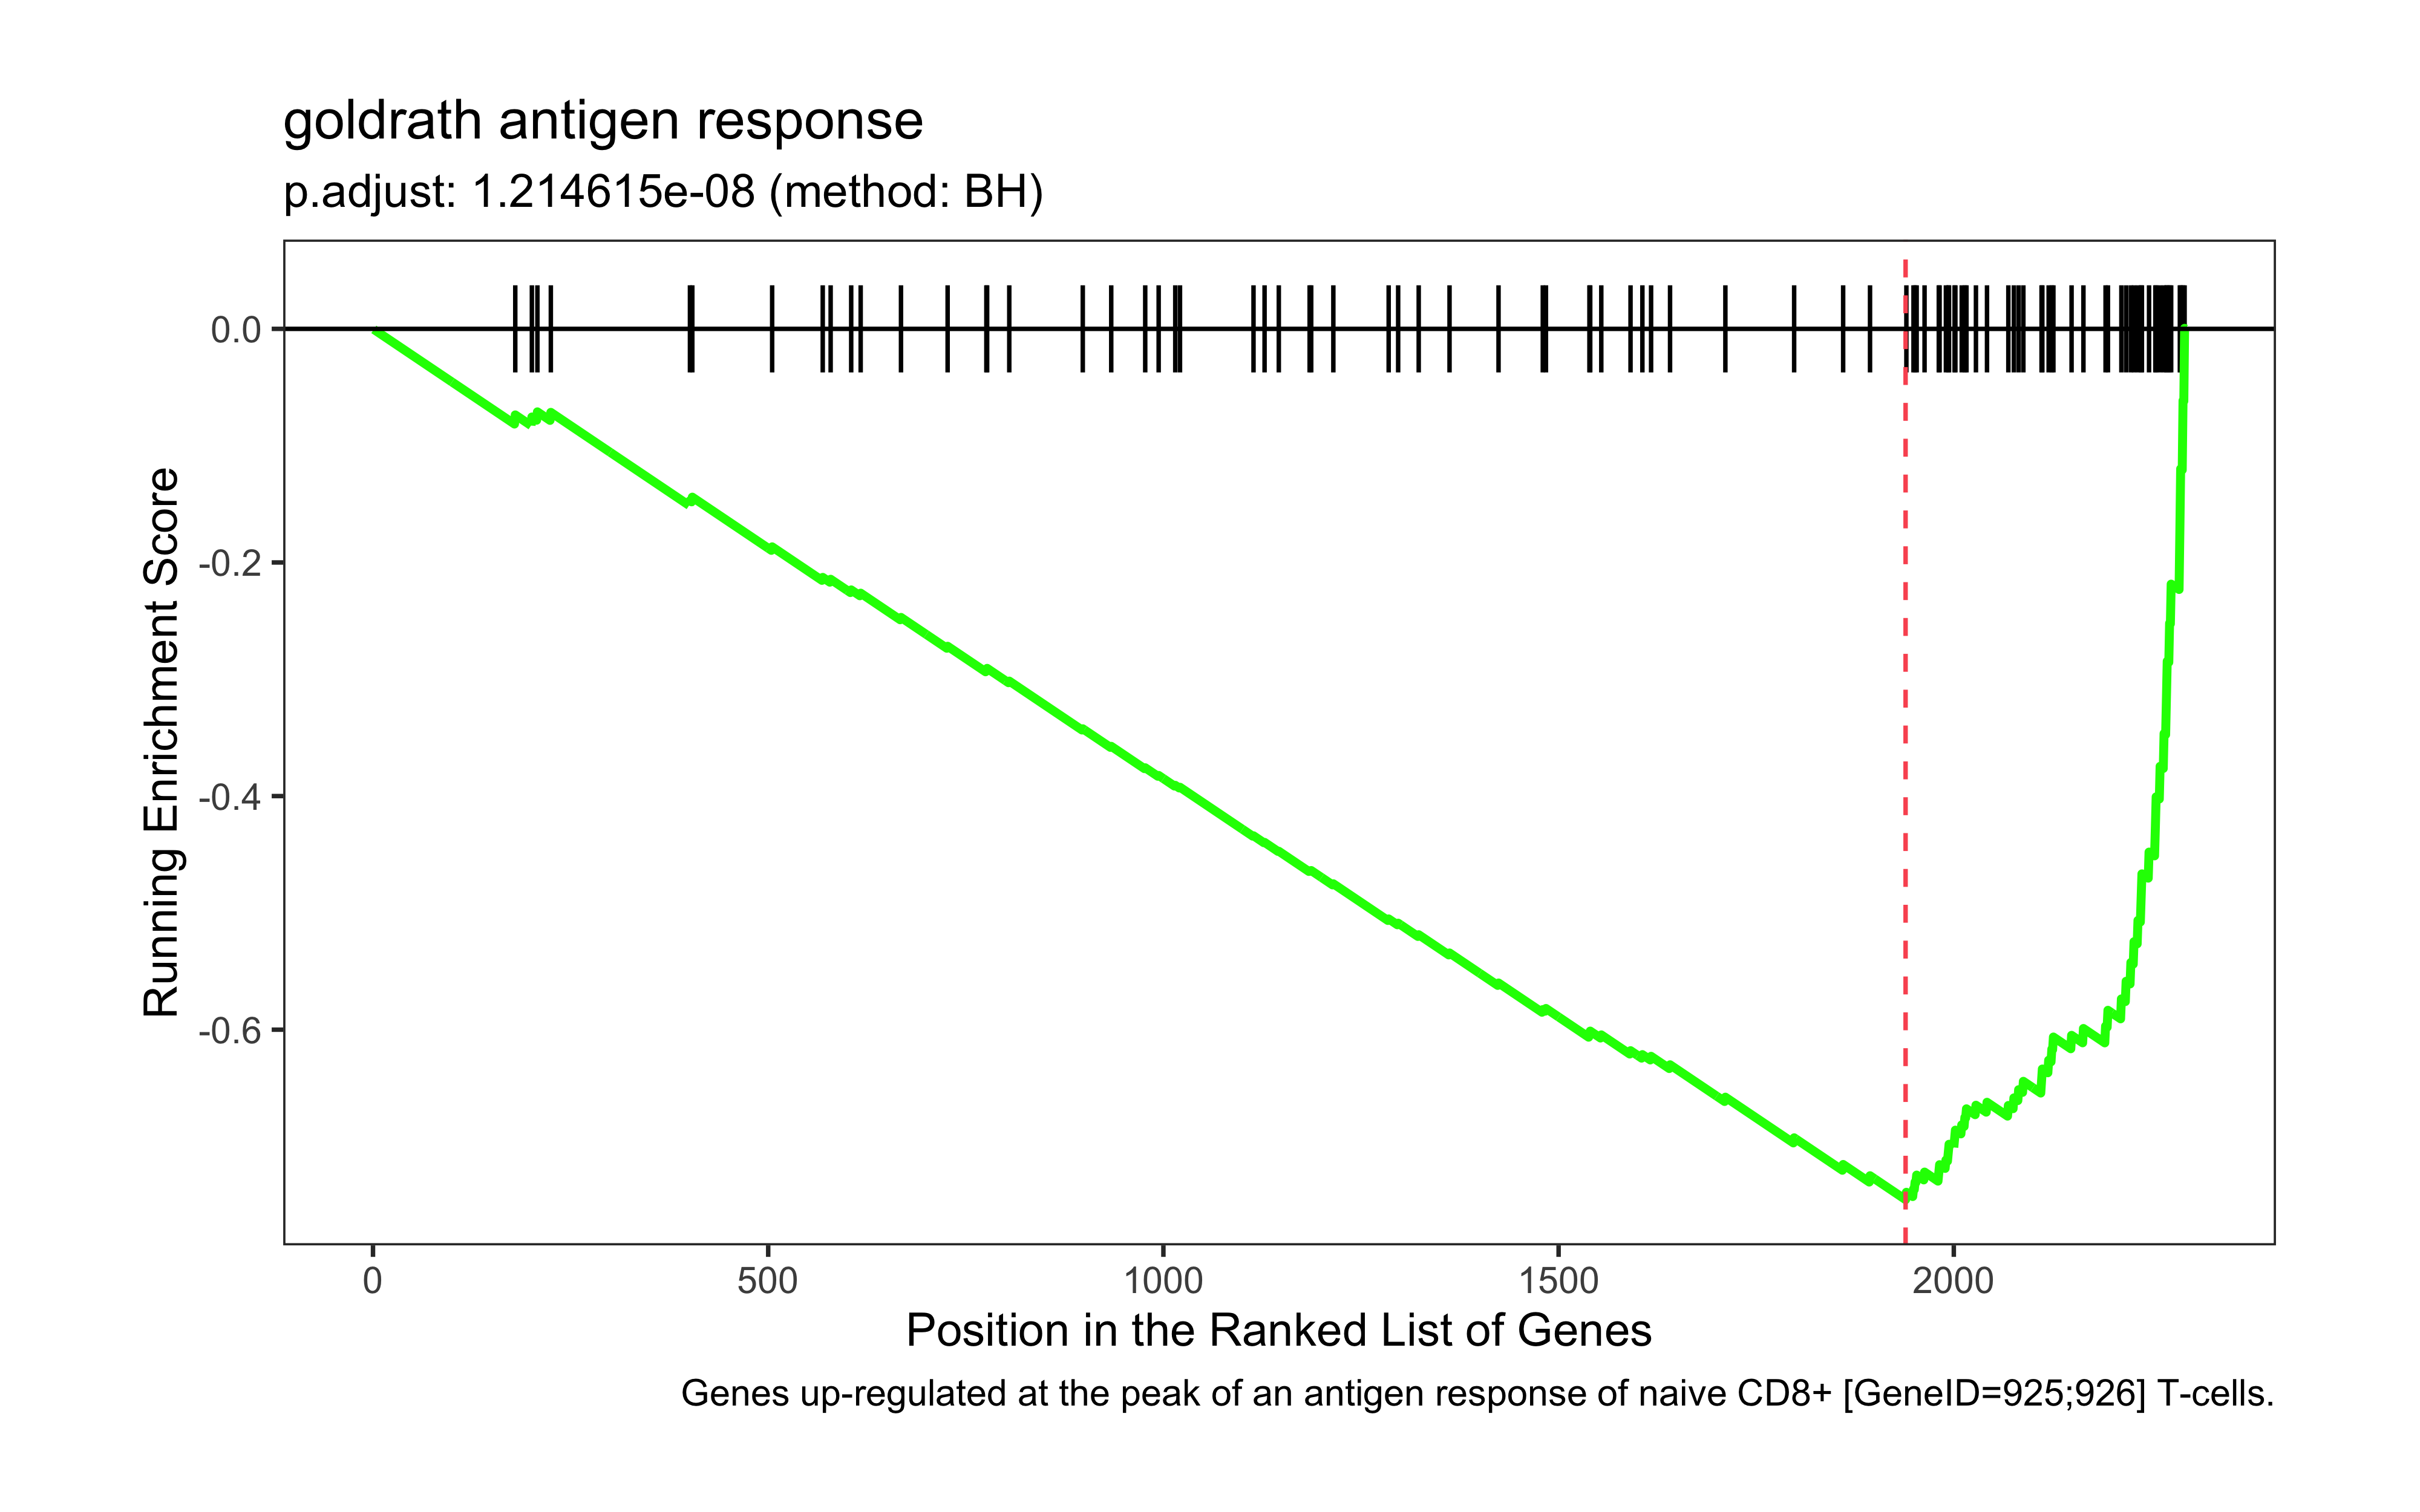 goldrath antigen response
p.adjust: 1.214615e-08 (method: BH)
Running Enrichment Score
0.0
-0.2
-0.4
-0.6
0
500
1000
1500
2000
Position in the Ranked List of Genes
Genes up-regulated at the peak of an antigen response of naive CD8+ [GeneID=925;926] T-cells.